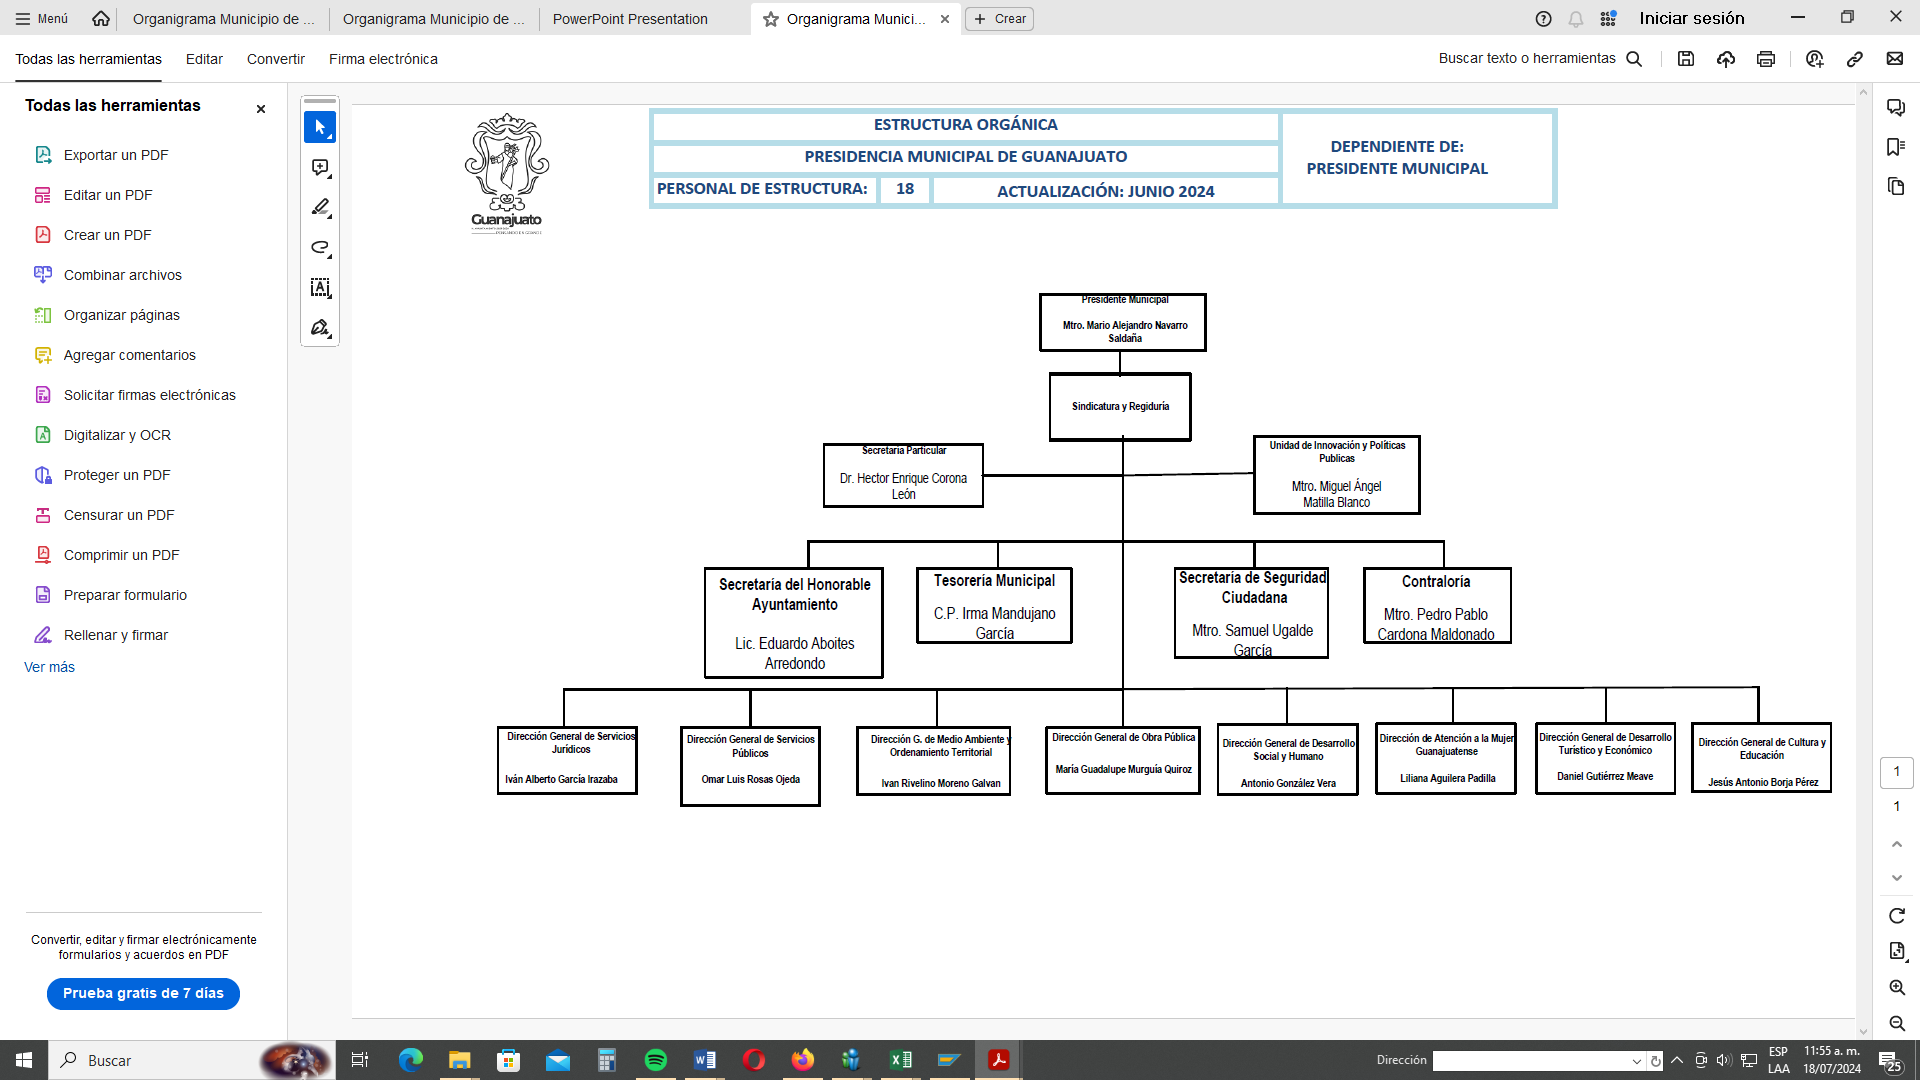 Menú
Organigrama Municipio de ...
Organigrama Municipio de ...
PowerPoint Presentation
Organigrama Munici...
Crear
Iniciar sesión
Todas las herramientas
Editar
Convertir
Firma electrónica
Buscar texto o herramientas
Todas las herramientas
Exportar un PDF
Editar un PDF
Crear un PDF
Combinar archivos
Organizar páginas
Agregar comentarios
Solicitar firmas electrónicas
Digitalizar y OCR
Proteger un PDF
Censurar un PDF
Comprimir un PDF
Preparar formulario
Rellenar y firmar
Ver más
Convertir, editar y firmar electrónicamente
formularios y acuerdos en PDF
Prueba gratis de 7 días
Guanajuato
ESTRUCTURA ORGÁNICA
PRESIDENCIA MUNICIPAL DE GUANAJUATO
PERSONAL DE ESTRUCTURA:
18
ACTUALIZACIÓN: JUNIO 2024
DEPENDIENTE DE:
PRESIDENTE MUNICIPAL
Presidente Municipal
Mtro. Mario Alejandro Navarro
Saldaña
Sindicatura y Regiduría
Secretaría Particular
Dr. Hector Enrique Corona
León
Unidad de Innovación y Políticas
Publicas
Mtro. Miguel Ángel
Matilla Blanco
Secretaría del Honorable
Ayuntamiento
Lic. Eduardo Aboites
Arredondo
Tesorería Municipal
C.P. Irma Mandujano
García
Secretaría de Seguridad
Ciudadana
Mtro. Samuel Ugalde
García
Contraloría
Mtro. Pedro Pablo
Cardona Maldonado
Dirección General de Servicios
Jurídicos
Iván Alberto García Irazaba
Dirección General de Servicios
Públicos
Omar Luis Rosas Ojeda
Dirección G. de Medio Ambiente y
Ordenamiento Territorial
Ivan Rivelino Moreno Galvan
Dirección General de Obra Pública
María Guadalupe Murguía Quiroz
Dirección General de Desarrollo
Social y Humano
Antonio González Vera
Dirección de Atención a la Mujer
Guanajuatense
Liliana Aguilera Padilla
Dirección General de Desarrollo
Turístico y Económico
Daniel Gutiérrez Meave
Dirección General de Cultura y
Educación
Jesús Antonio Borja Pérez
1
1
Buscar
Dirección
ESP
LAA
11:55 a. m.
18/07/2024
25